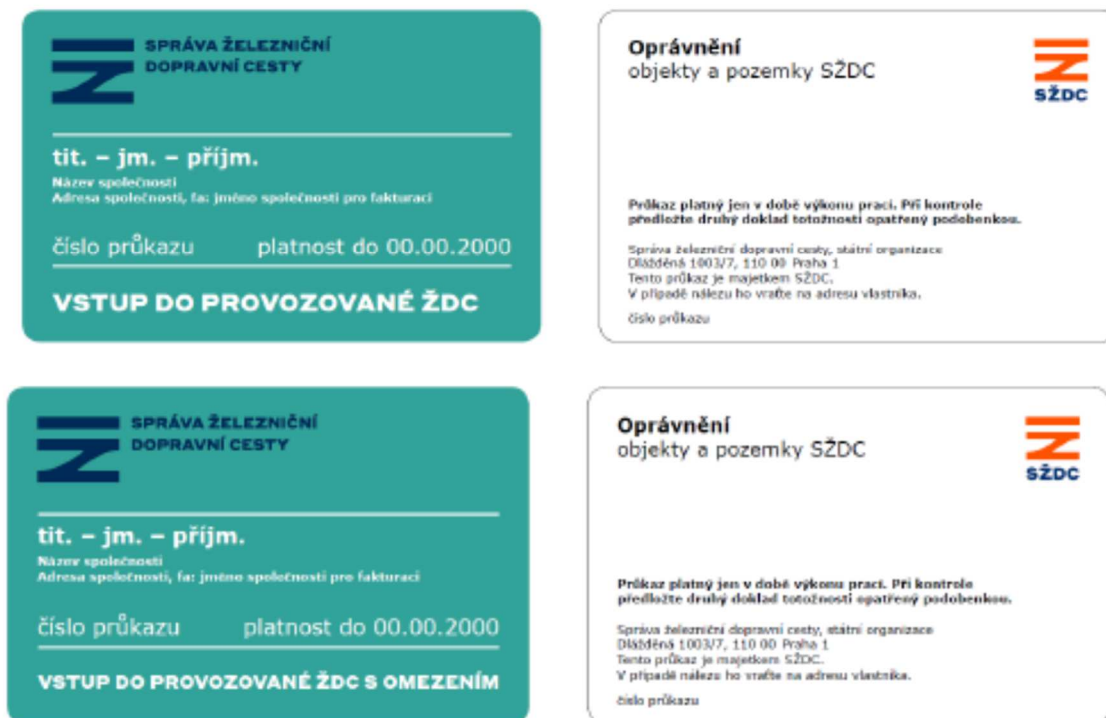 SPRÁVA ŽELEZNIČNÍ
DOPRAVNÍ CESTY
tit. – jm. – příjm.
Název společnosti
Adresa společnosti, fa: jméno společnosti pro fakturaci
číslo průkazu platnost do 00.00.2000
VSTUP DO PROVOZOVANÉ ŽDC
Oprávnění
objekty a pozemky SŽDC
SŽDC
Průkaz platný jen v době výkonu prací. Při kontrole
předložte druhý doklad totožnosti opatřený podobenkou.
Správa železniční dopravní cesty, státní organizace
Dlážděná 1003/7, 110 00 Praha 1
Tento průkaz je majetkem SŽDC.
V případě nálezu ho vraťte na adresu vlastníka.
číslo průkazu
SPRÁVA ŽELEZNIČNÍ
DOPRAVNÍ CESTY
tit. – jm. – příjm.
Název společnosti
Adresa společnosti, fa: jméno společnosti pro fakturaci
číslo průkazu platnost do 00.00.2000
VSTUP DO PROVOZOVANÉ ŽDC S OMEZENÍM
Oprávnění
objekty a pozemky SŽDC
SŽDC
Průkaz platný jen v době výkonu prací. Při kontrole
předložte druhý doklad totožnosti opatřený podobenkou.
Správa železniční dopravní cesty, státní organizace
Dlážděná 1003/7, 110 00 Praha 1
Tento průkaz je majetkem SŽDC.
V případě nálezu ho vraťte na adresu vlastníka.
číslo průkazu